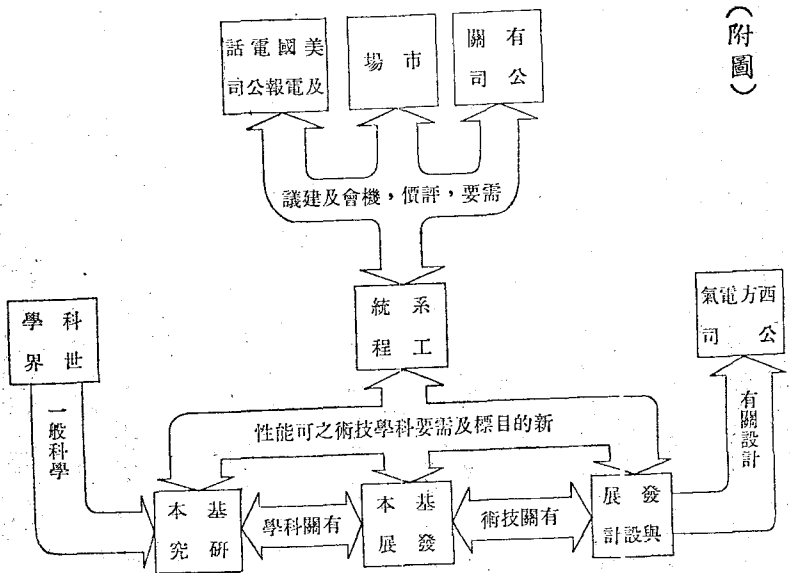 (附圖)
有關
公司
市場
美國電話
及電報公司
需要,評價,機會及建議
系統
工程
西方電氣
公司
科學
世界
有關設計
新的目標及需要科學技術之可能性
一般科學
發展
與設計
有關技術
基本
發展
有關科學
基本
研究